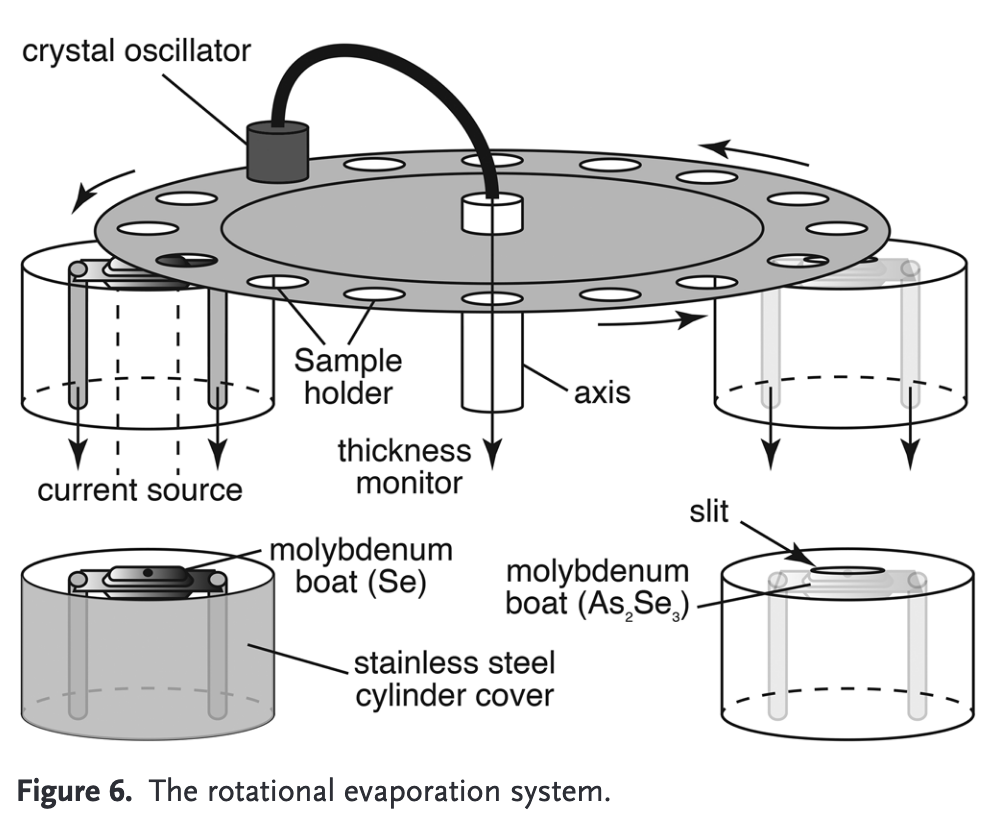 crystal oscillator
Sample
holder
axis
thickness
monitor
current source
slit
molybdenum
boat (Se)
molybdenum
boat (As₂Se₃)
stainless steel
cylinder cover
Figure 6. The rotational evaporation system.